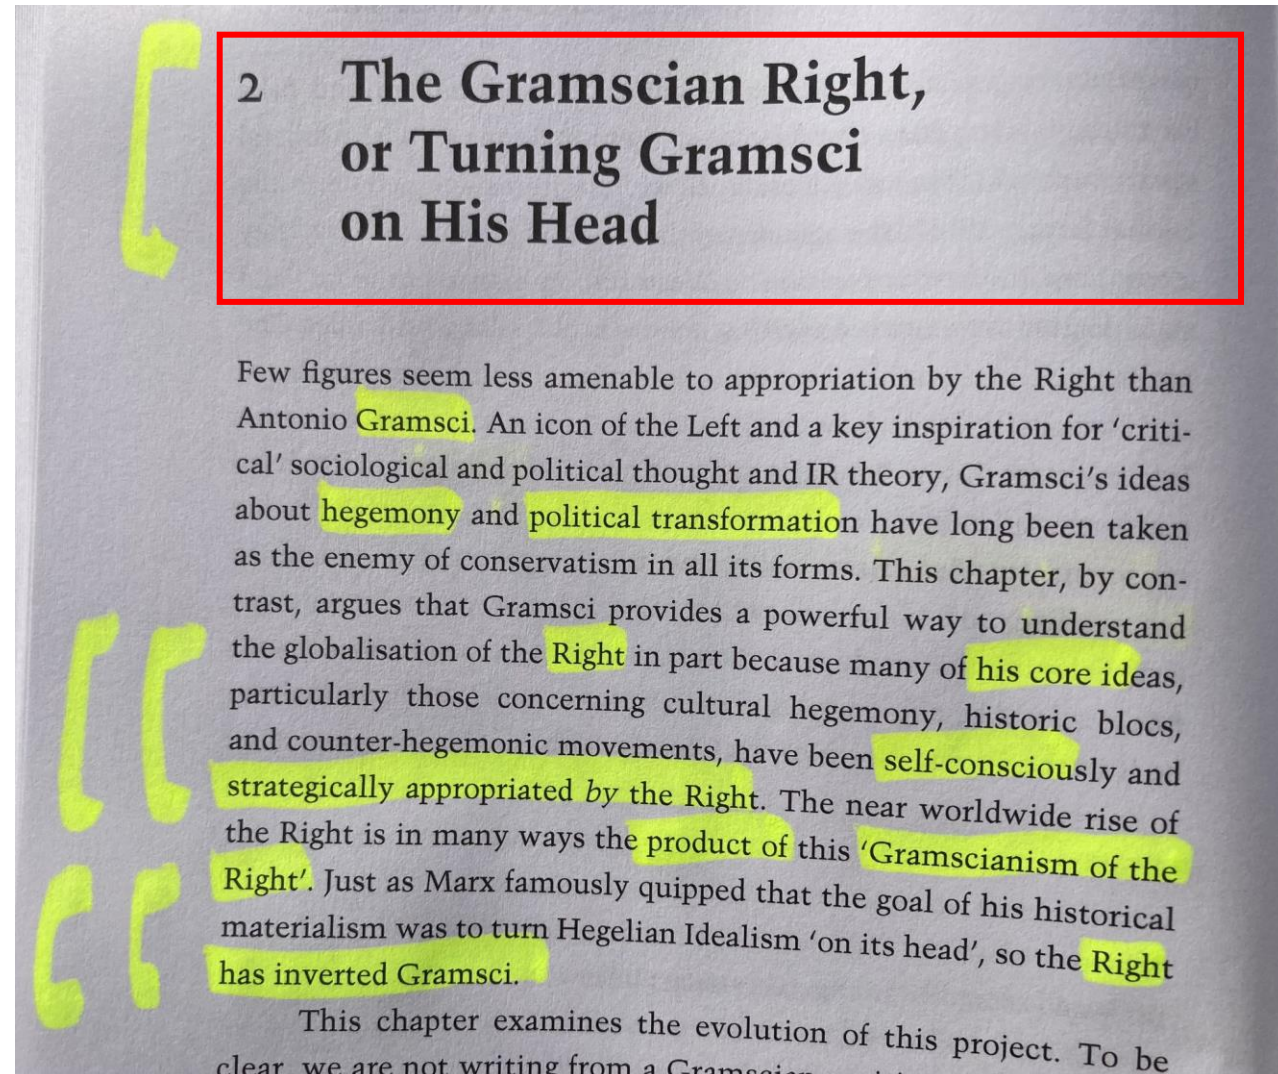 2 The Gramscian Right,
or Turning Gramsci
on His Head
Few figures seem less amenable to appropriation by the Right than
Antonio Gramsci. An icon of the Left and a key inspiration for ‘criti-
cal’ sociological and political thought and IR theory, Gramsci’s ideas
about hegemony and political transformation have long been taken
as the enemy of conservatism in all its forms. This chapter, by con-
trast, argues that Gramsci provides a powerful way to understand
the globalisation of the Right in part because many of his core ideas,
particularly those concerning cultural hegemony, historic blocs,
and counter-hegemonic movements, have been self-consciously and
strategically appropriated by the Right. The near worldwide rise of
the Right is in many ways the product of this ‘Gramscianism of the
Right’. Just as Marx famously quipped that the goal of his historical
materialism was to turn Hegelian Idealism ‘on its head’, so the Right
has inverted Gramsci.
This chapter examines the evolution of this project. To be
clear, we are not writing from a Gramscian